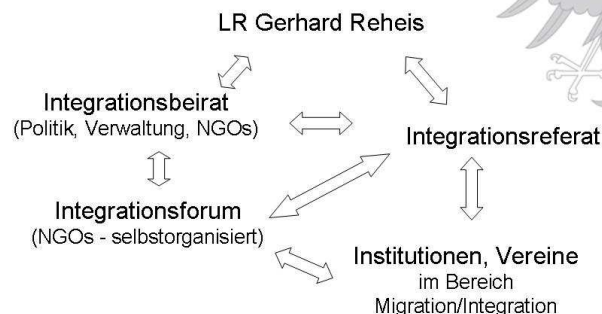 LR Gerhard Reheis
Integrationsbeirat
(Politik, Verwaltung, NGOs)
Integrationsreferat
Integrationsforum
(NGOs - selbstorganisiert)
Institutionen, Vereine
im Bereich
Migration/Integration